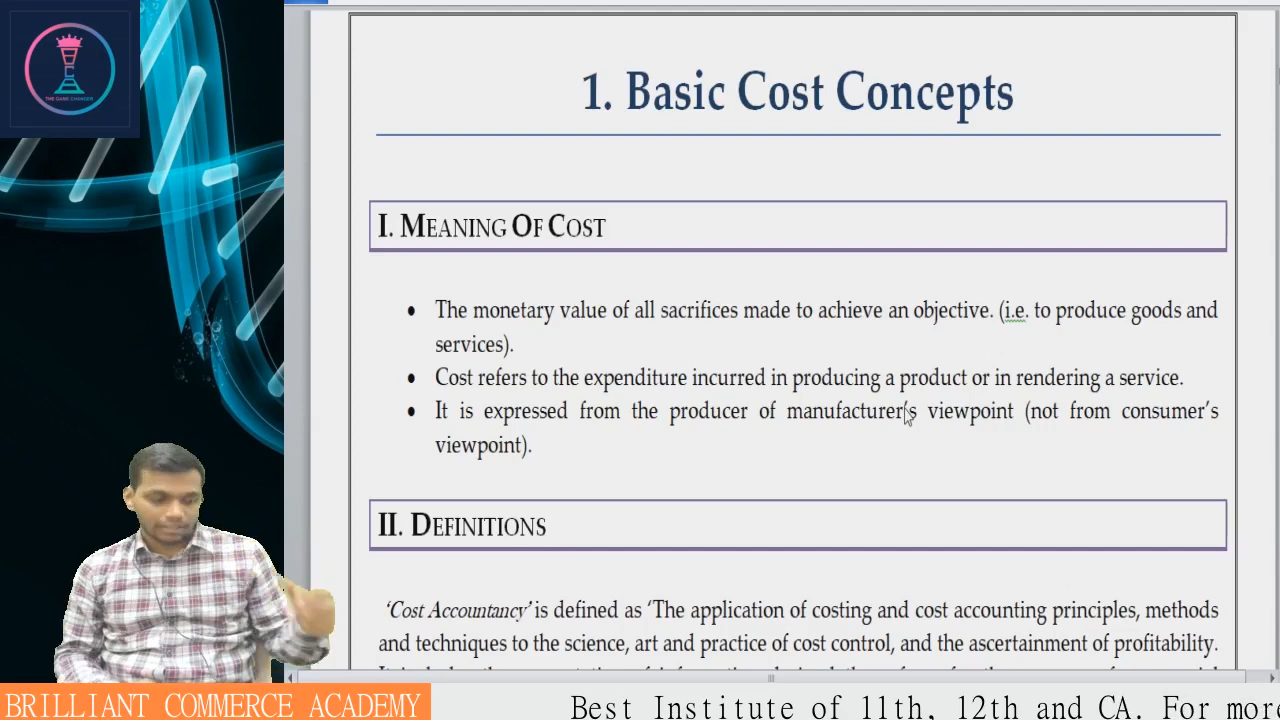 THE GAME CHANGER
1. Basic Cost Concepts
I. MEANING OF COST
• The monetary value of all sacrifices made to achieve an objective. (i.e. to produce goods and
services).
• Cost refers to the expenditure incurred in producing a product or in rendering a service.
• It is expressed from the producer of manufacturer's viewpoint (not from consumer's
viewpoint).
II. DEFINITIONS
'Cost Accountancy' is defined as 'The application of costing and cost accounting principles, methods
and techniques to the science, art and practice of cost control, and the ascertainment of profitability.
BRILLIANT COMMERCE ACADEMY
Best Institute of 11th, 12th and CA. For more